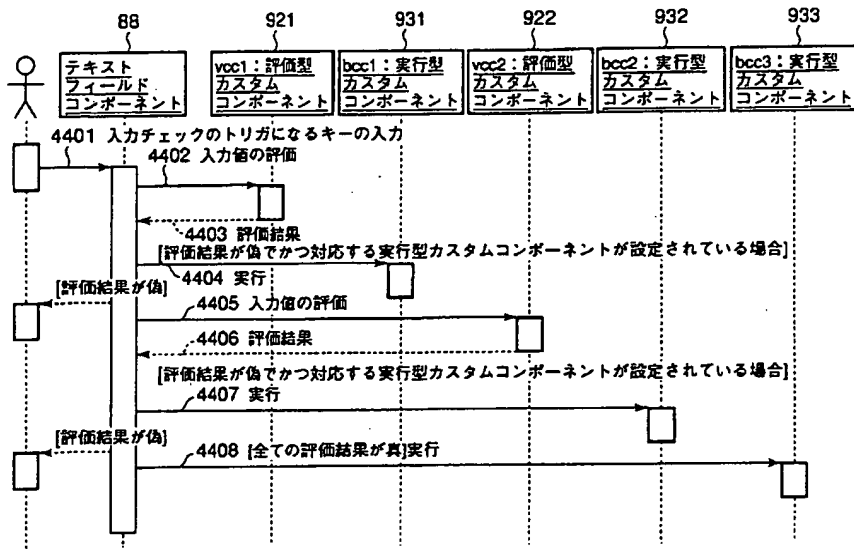 88
921
931
922
932
933
テキスト
フィールド
コンポーネント
vcc1：評価型
カスタム
コンポーネント
bcc1：実行型
カスタム
コンポーネント
vcc2：評価型
カスタム
コンポーネント
bcc2：実行型
カスタム
コンポーネント
bcc3：実行型
カスタム
コンポーネント
4401 入力チェックのトリガになるキーの入力
4402 入力値の評価
4403 評価結果
[評価結果が偽でかつ対応する実行型カスタムコンポーネントが設定されている場合]
4404 実行
[評価結果が偽]
4405 入力値の評価
4406 評価結果
[評価結果が偽でかつ対応する実行型カスタムコンポーネントが設定されている場合]
4407 実行
[評価結果が偽]
4408 [全ての評価結果が真]実行